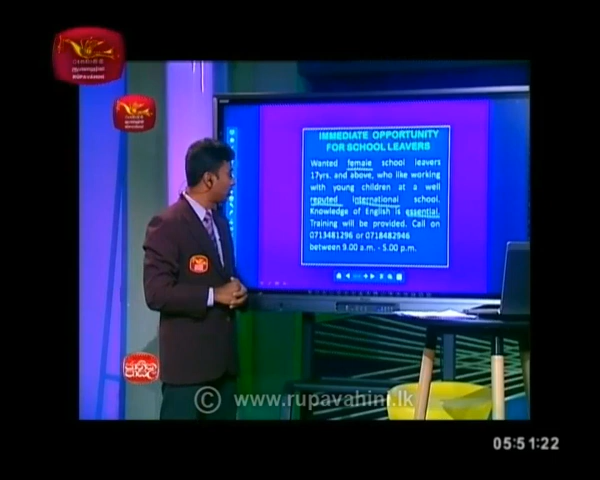 RUPAVAHINI
IMMEDIATE OPPORTUNITY
FOR SCHOOL LEAVERS
Wanted female school leavers
17yrs. and above, who like working
with young children at a well
reputed international school.
Knowledge of English is essential.
Training will be provided. Call on
0713481296 or 0718482946
between 9.00 a.m. - 5.00 p.m.
© www.rupavahini.lk
05:51:22